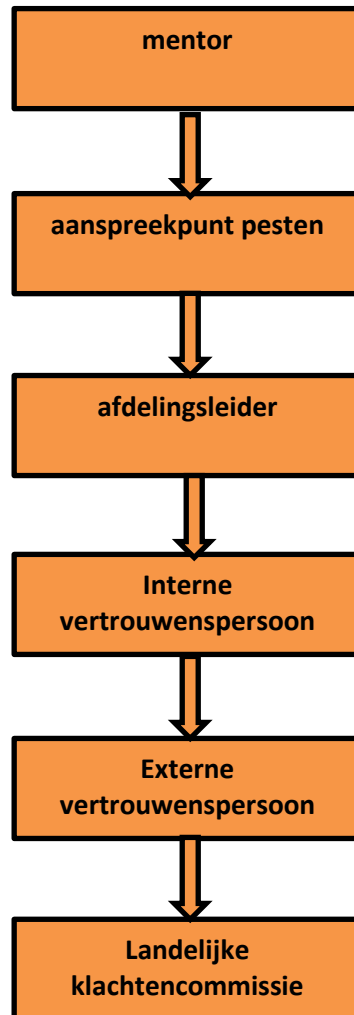 mentor
aanspreekpunt pesten
afdelingsleider
Interne
vertrouwenspersoon
Externe
vertrouwenspersoon
Landelijke
klachtencommissie